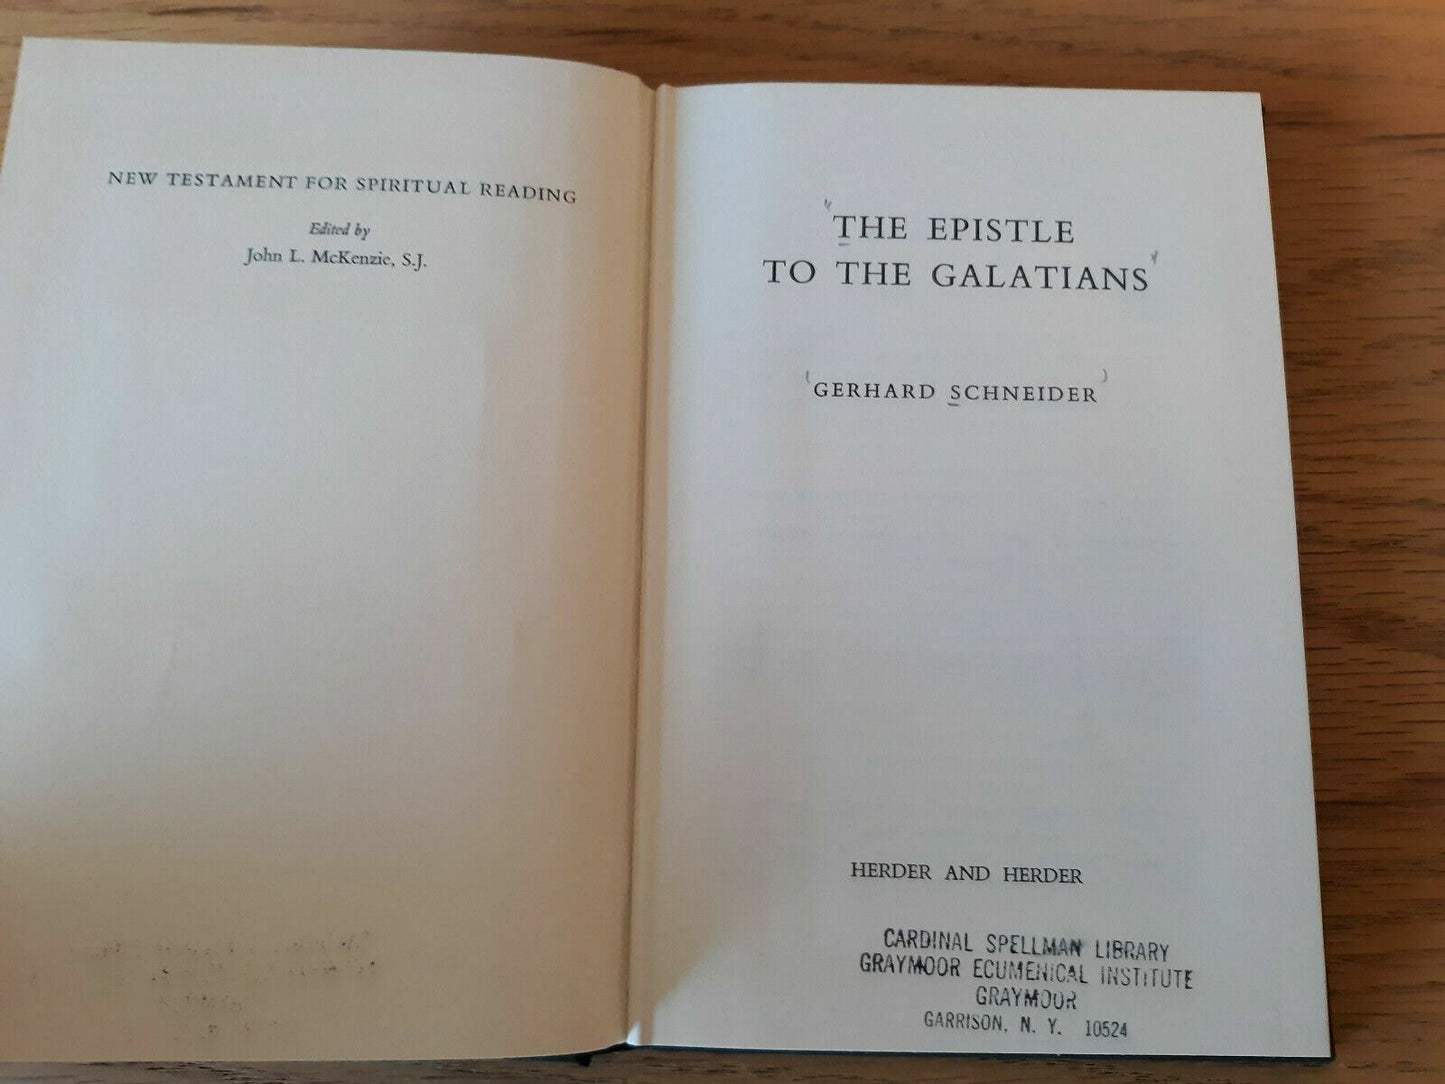 NEW TESTAMENT FOR SPIRITUAL READING
Edited by
John L. McKenzie, S.J.
THE EPISTLE
TO THE GALATIANS
GERHARD SCHNEIDER
HERDER AND HERDER
CARDINAL SPELLMAN LIBRARY
GRAYMOOR ECUMENICAL INSTITUTE
GRAYMOOR
GARRISON, N. Y. 10524